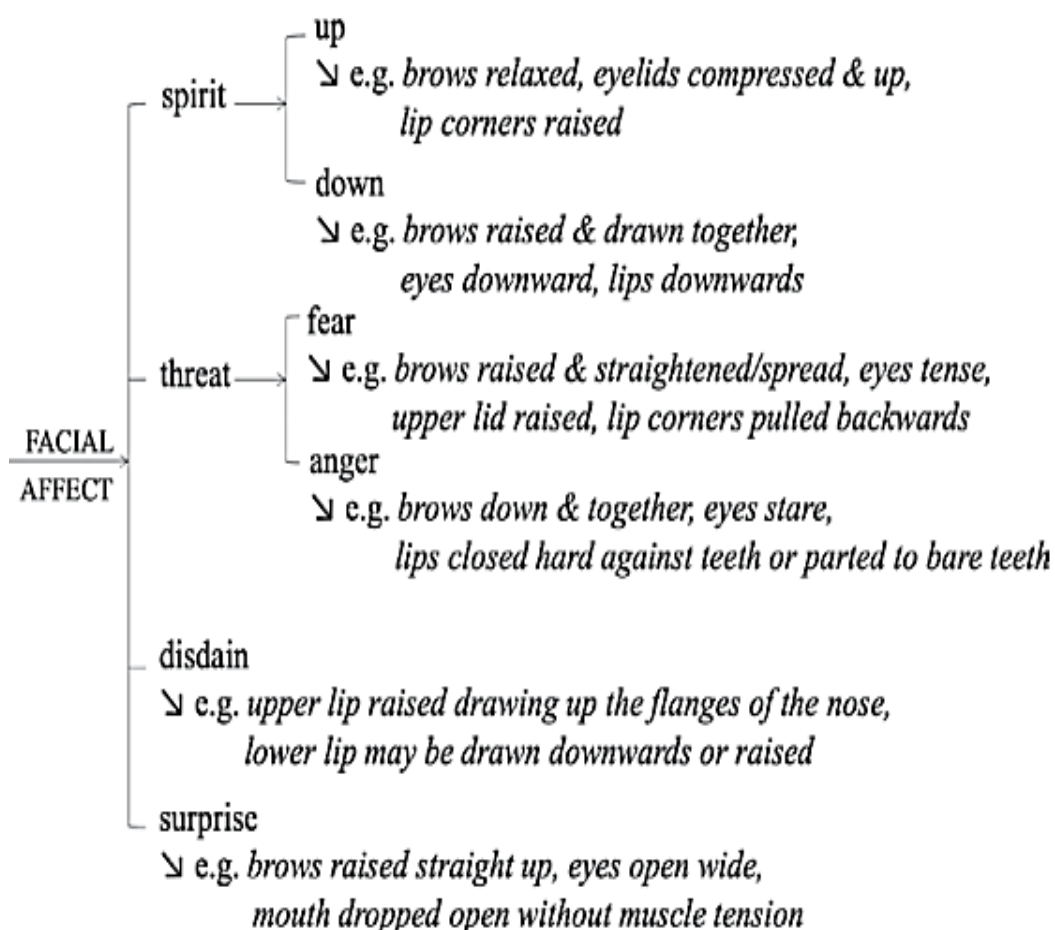 up
↘ e.g. brows relaxed, eyelids compressed & up,
lip corners raised
spirit
down
↘ e.g. brows raised & drawn together,
eyes downward, lips downwards
fear
↘ e.g. brows raised & straightened/spread, eyes tense,
upper lid raised, lip corners pulled backwards
threat
anger
↘ e.g. brows down & together, eyes stare,
lips closed hard against teeth or parted to bare teeth
FACIAL
AFFECT
disdain
↘ e.g. upper lip raised drawing up the flanges of the nose,
lower lip may be drawn downwards or raised
surprise
↘ e.g. brows raised straight up, eyes open wide,
mouth dropped open without muscle tension